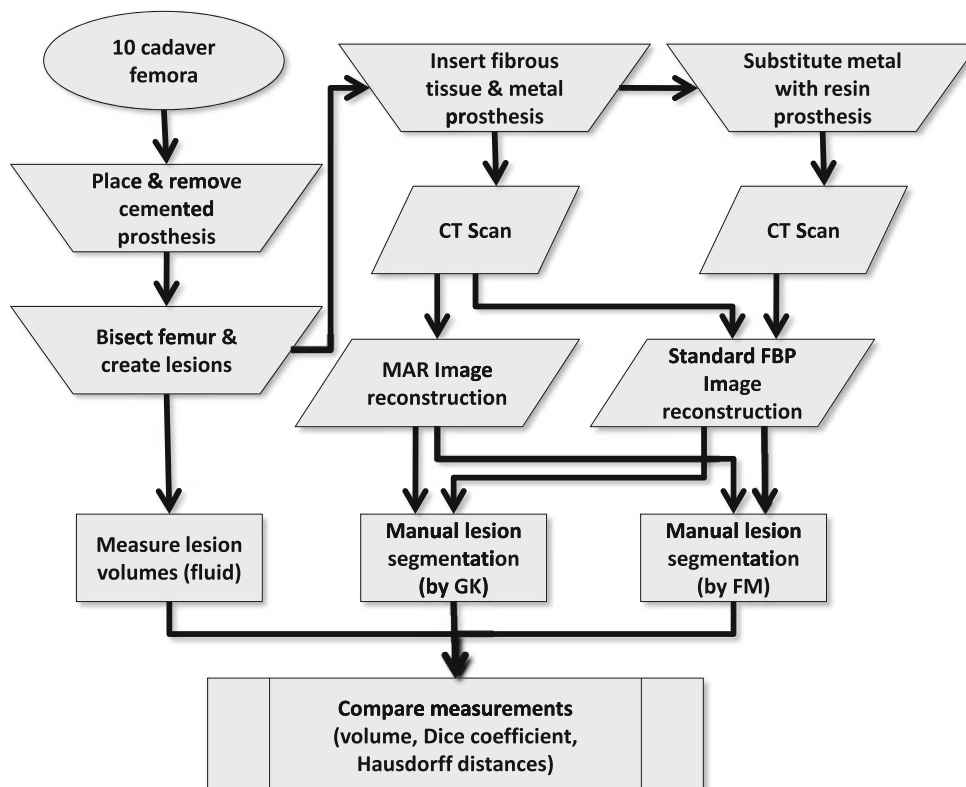 10 cadaver
femora
Insert fibrous
tissue & metal
prosthesis
Substitute metal
with resin
prosthesis
Place & remove
cemented
prosthesis
CT Scan
CT Scan
Bisect femur &
create lesions
MAR Image
reconstruction
Standard FBP
Image
reconstruction
Measure lesion
volumes (fluid)
Manual lesion
segmentation
(by GK)
Manual lesion
segmentation
(by FM)
Compare measurements
(volume, Dice coefficient,
Hausdorff distances)